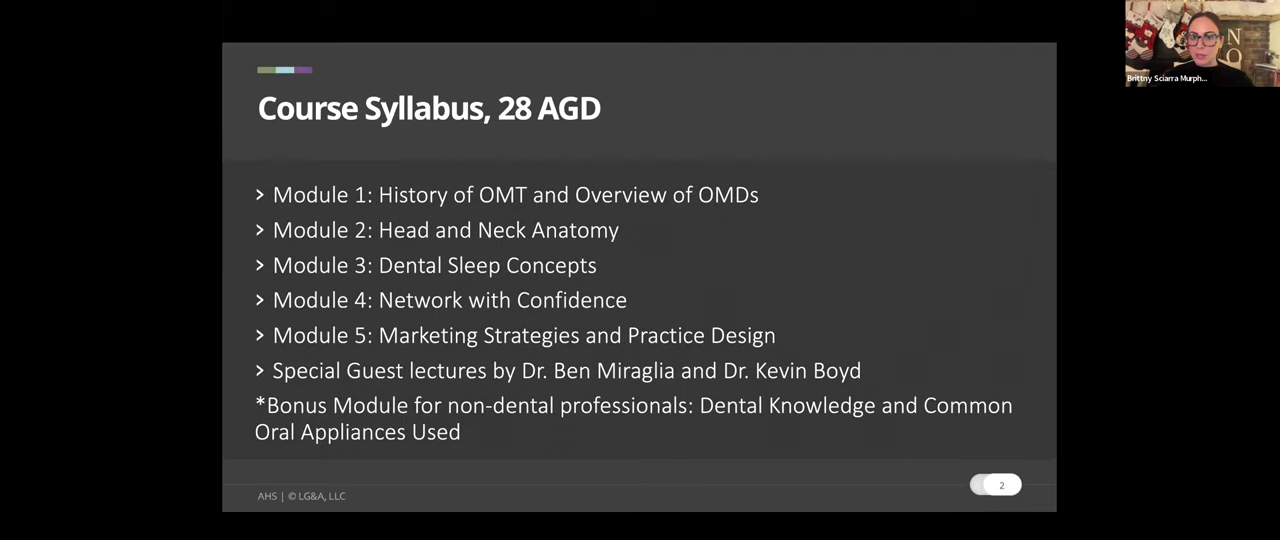 Course Syllabus, 28 AGD
> Module 1: History of OMT and Overview of OMDs
> Module 2: Head and Neck Anatomy
> Module 3: Dental Sleep Concepts
> Module 4: Network with Confidence
> Module 5: Marketing Strategies and Practice Design
> Special Guest lectures by Dr. Ben Miraglia and Dr. Kevin Boyd
*Bonus Module for non-dental professionals: Dental Knowledge and Common
Oral Appliances Used
AHS | © LG&A, LLC
2
N
O
Brittny Sciarra Murph...